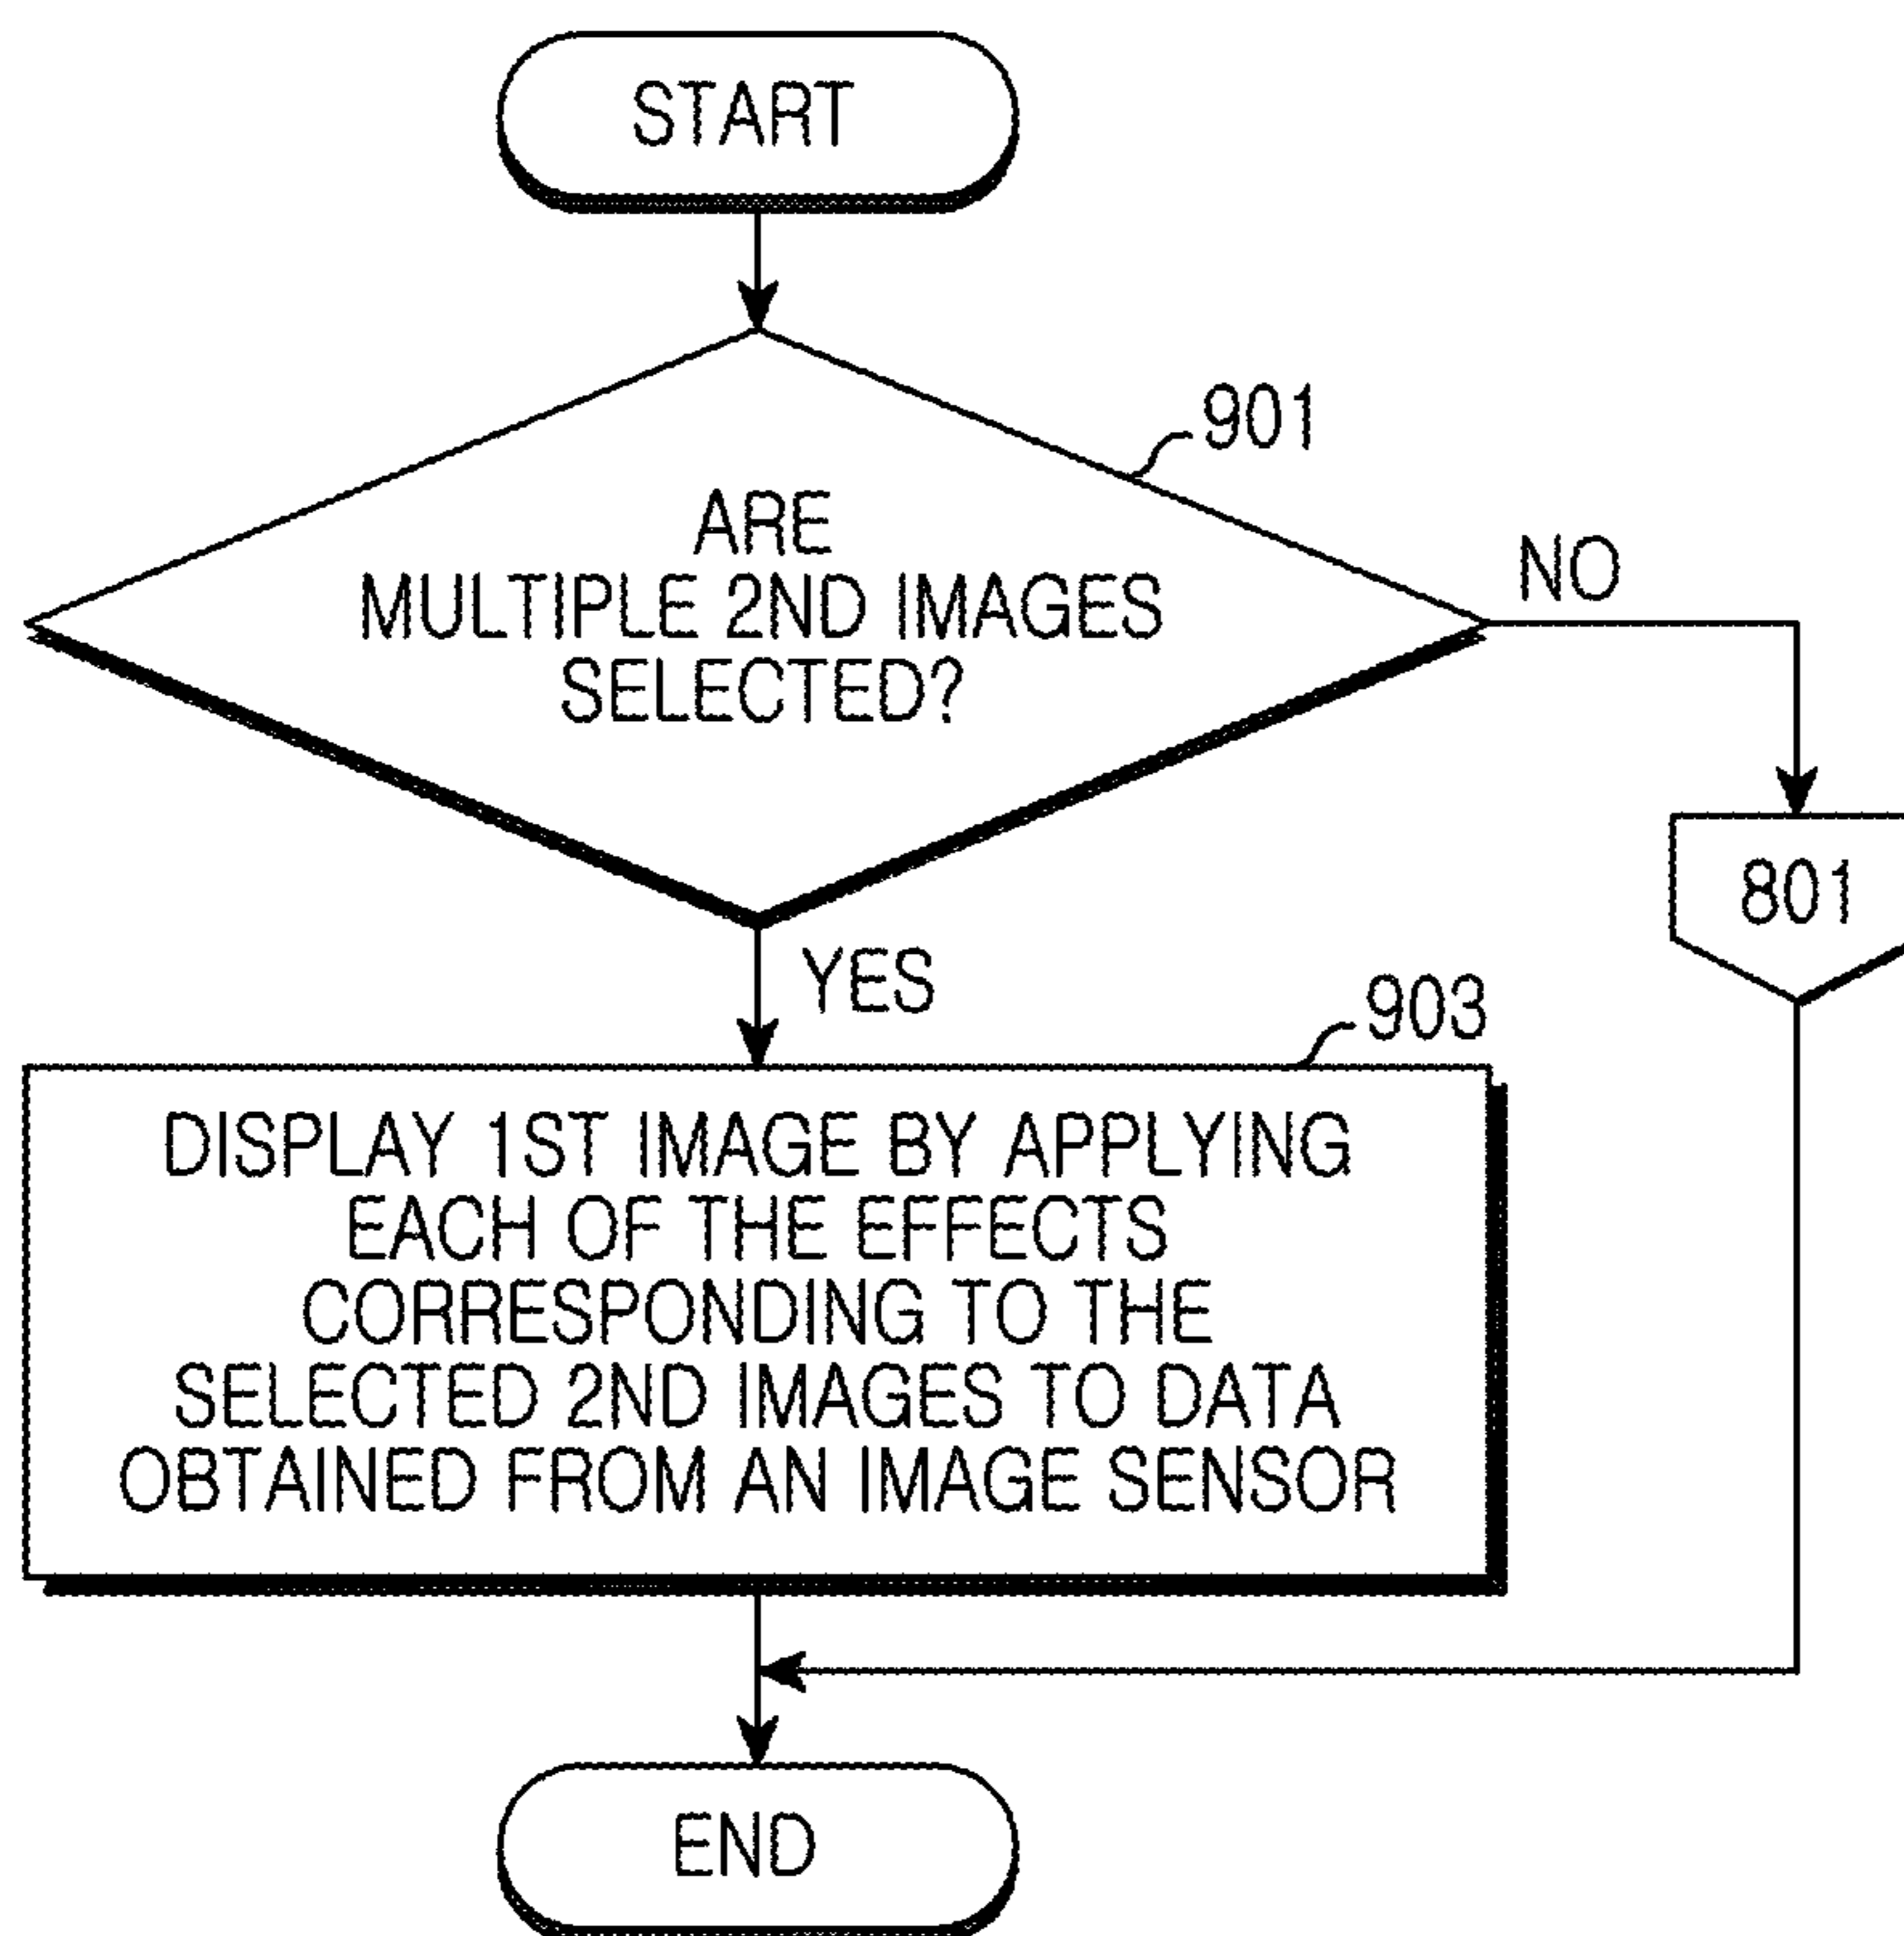 START
901
ARE
MULTIPLE 2ND IMAGES
SELECTED?
NO
801
YES
903
DISPLAY 1ST IMAGE BY APPLYING
EACH OF THE EFFECTS
CORRESPONDING TO THE
SELECTED 2ND IMAGES TO DATA
OBTAINED FROM AN IMAGE SENSOR
END